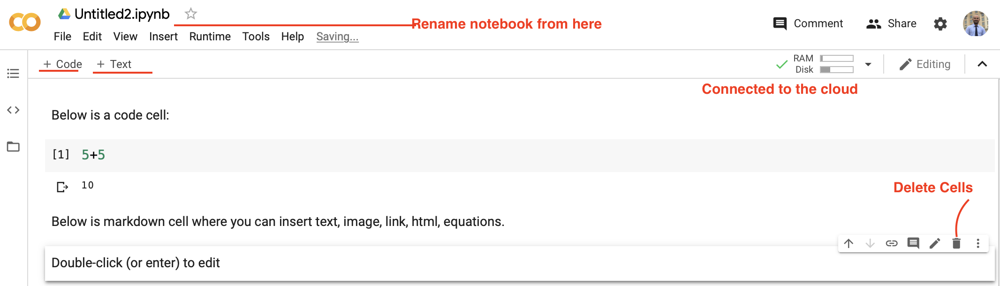 Untitled2.ipynb
Rename notebook from here
Comment
Share
File Edit View Insert Runtime Tools Help Saving...
+ Code + Text
RAM
Disk
Editing
Connected to the cloud
Below is a code cell:
[1] 5+5
10
Delete Cells
Below is markdown cell where you can insert text, image, link, html, equations.
Double-click (or enter) to edit